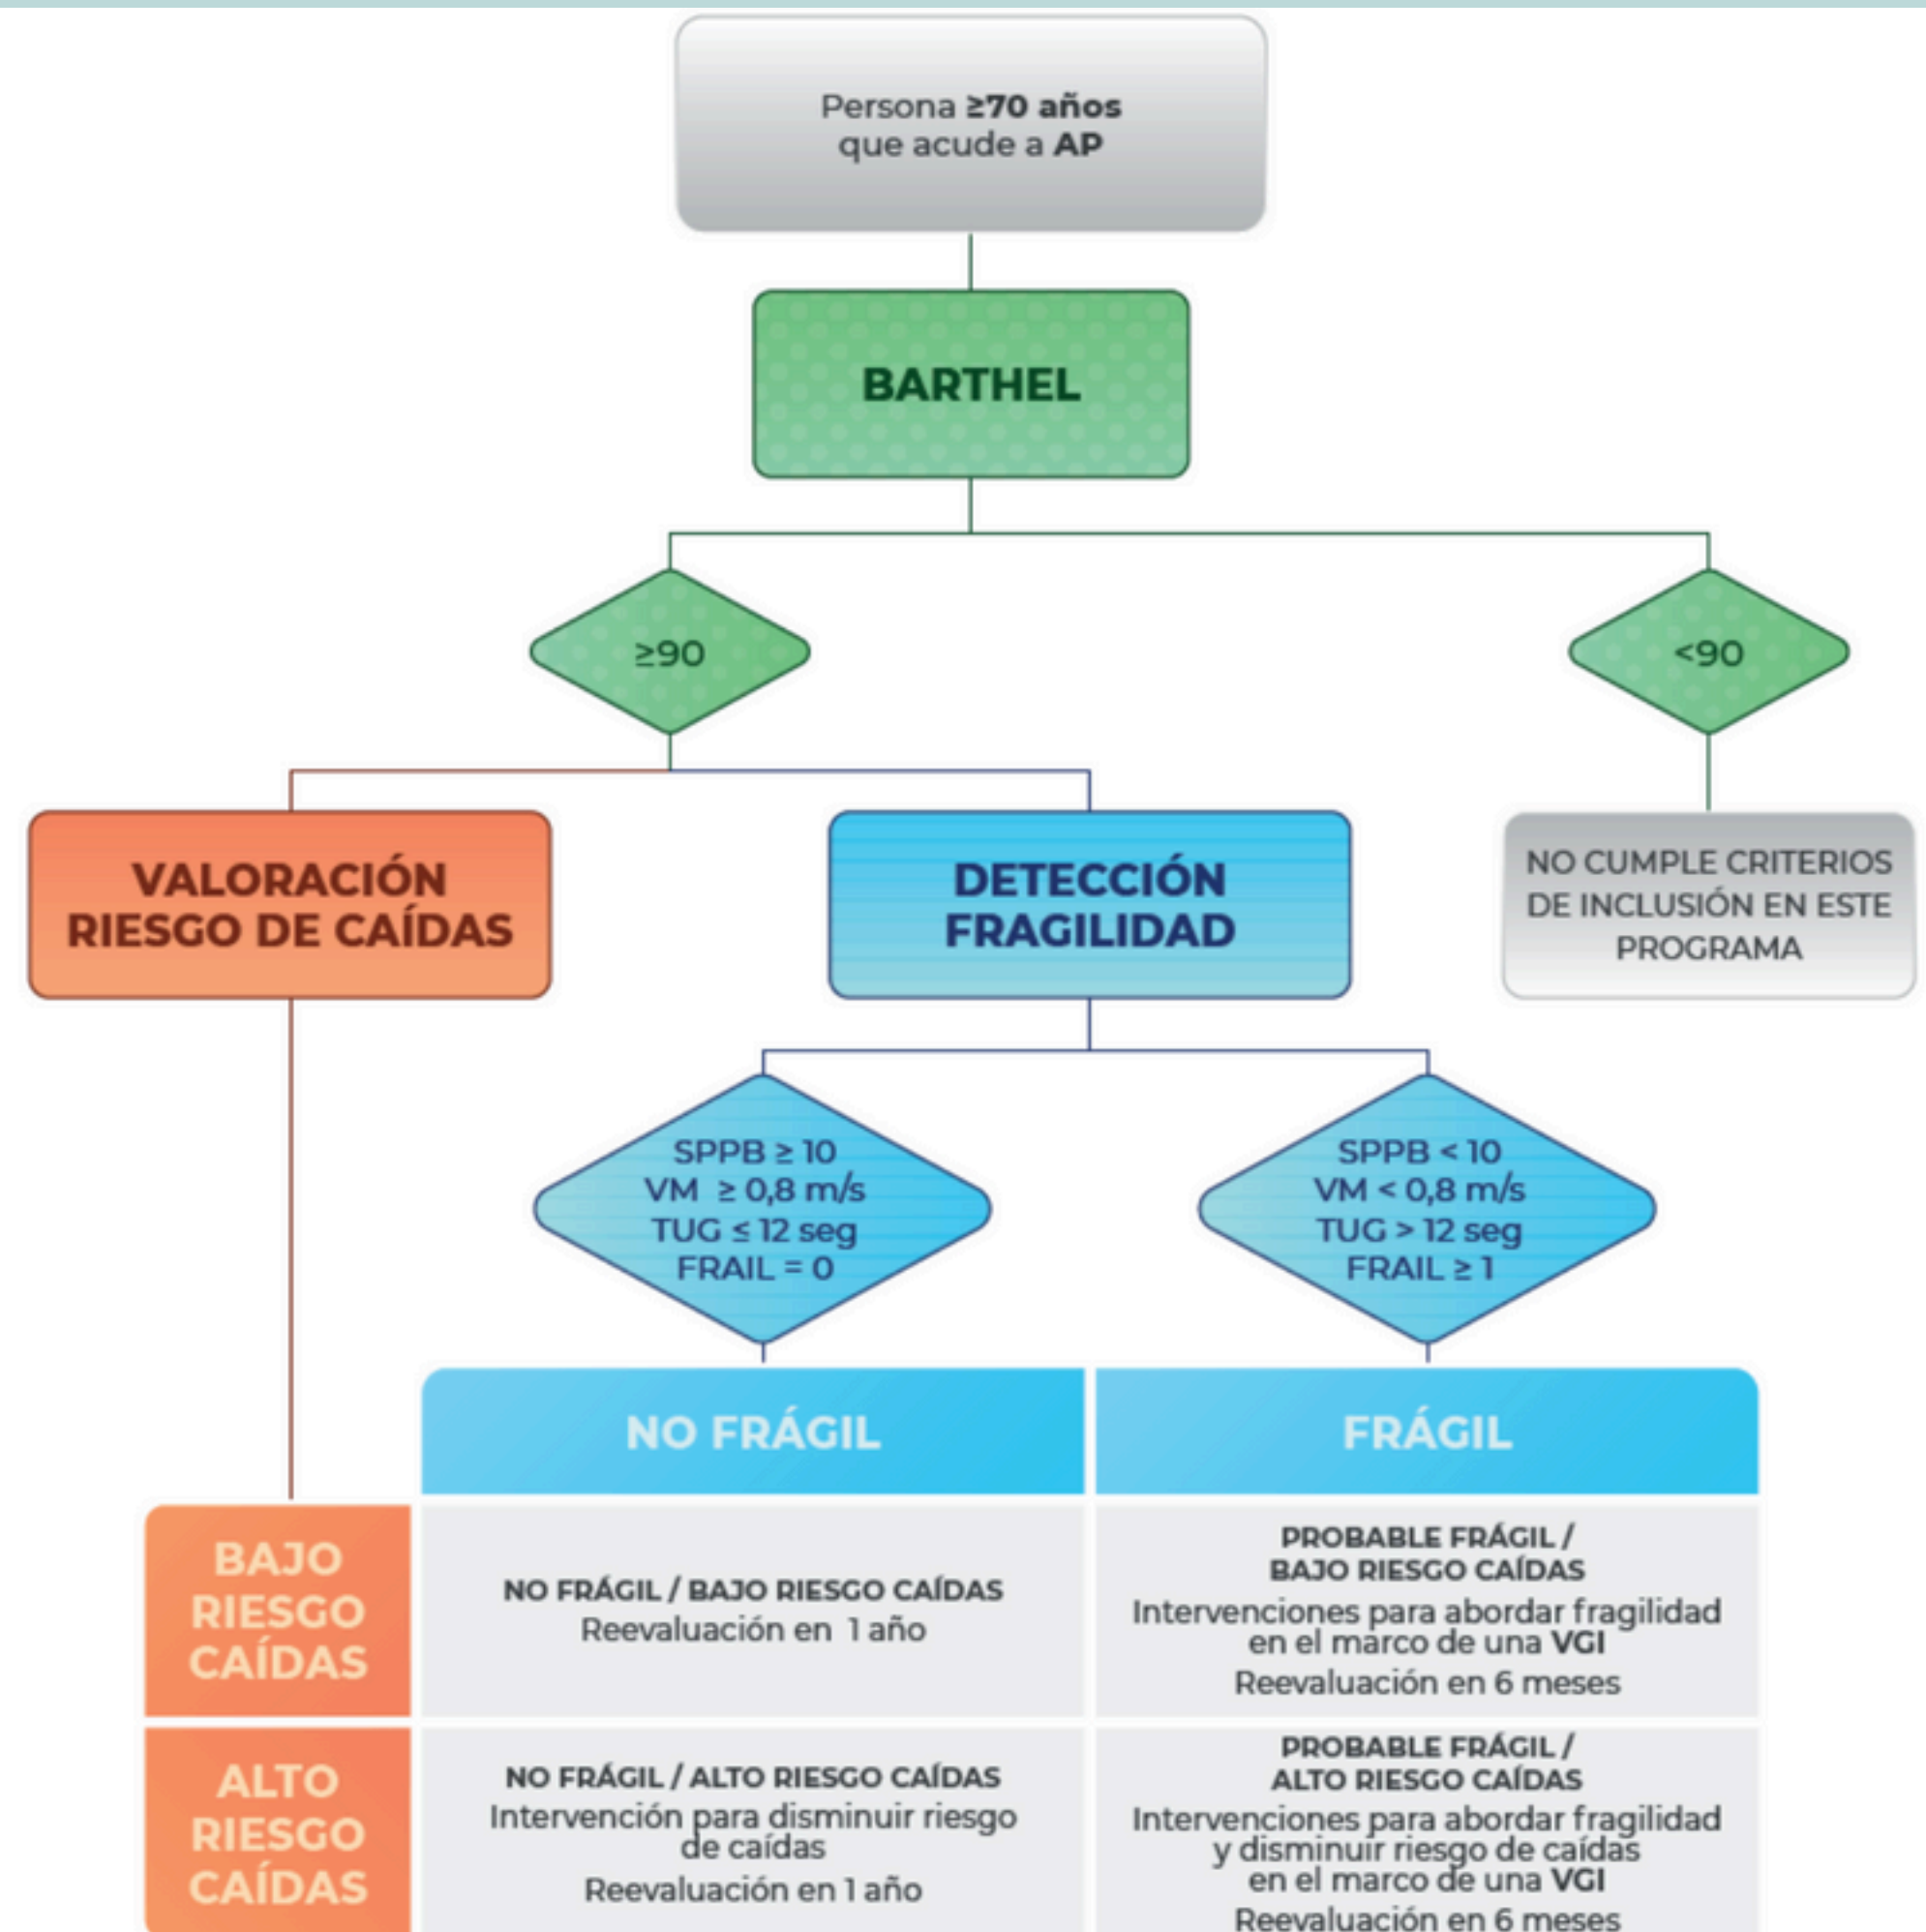 Persona ≥70 años
que acude a AP
BARTHEL
≥90
<90
VALORACIÓN
RIESGO DE CAÍDAS
DETECCIÓN
FRAGILIDAD
NO CUMPLE CRITERIOS
DE INCLUSIÓN EN ESTE
PROGRAMA
SPPB ≥ 10
VM ≥ 0,8 m/s
TUG ≤ 12 seg
FRAIL = 0
SPPB < 10
VM < 0,8 m/s
TUG > 12 seg
FRAIL ≥ 1
NO FRÁGIL
FRÁGIL
BAJO
RIESGO
CAÍDAS
NO FRÁGIL / BAJO RIESGO CAÍDAS
Reevaluación en 1 año
PROBABLE FRÁGIL /
BAJO RIESGO CAÍDAS
Intervenciones para abordar fragilidad
en el marco de una VGI
Reevaluación en 6 meses
ALTO
RIESGO
CAÍDAS
NO FRÁGIL / ALTO RIESGO CAÍDAS
Intervención para disminuir riesgo
de caídas
Reevaluación en 1 año
PROBABLE FRÁGIL /
ALTO RIESGO CAÍDAS
Intervenciones para abordar fragilidad
y disminuir riesgo de caídas
en el marco de una VGI
Reevaluación en 6 meses